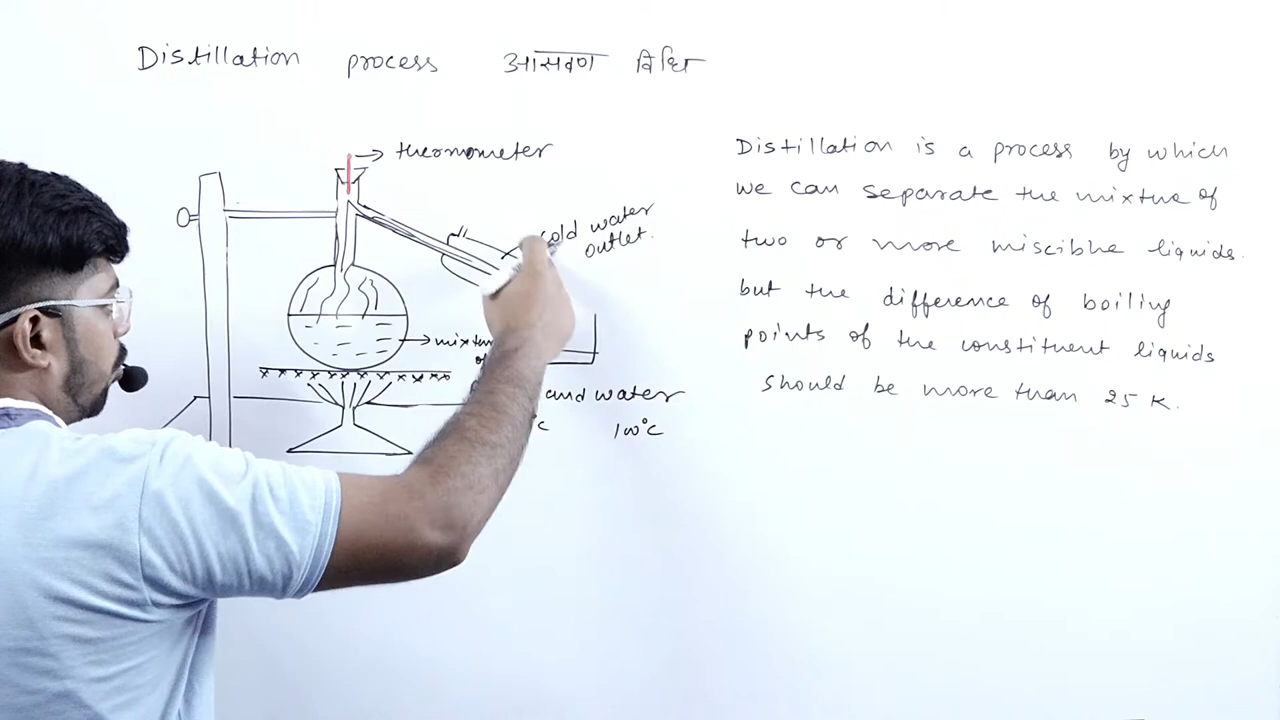 Distillation process आसवण विधि
thermometer
cold water
outlet.
and water
100°C
Distillation is a process by which
we can separate the mixture of
two or more miscible liquids.
but the difference of boiling
points of the constituent liquids
should be more than 25 K.